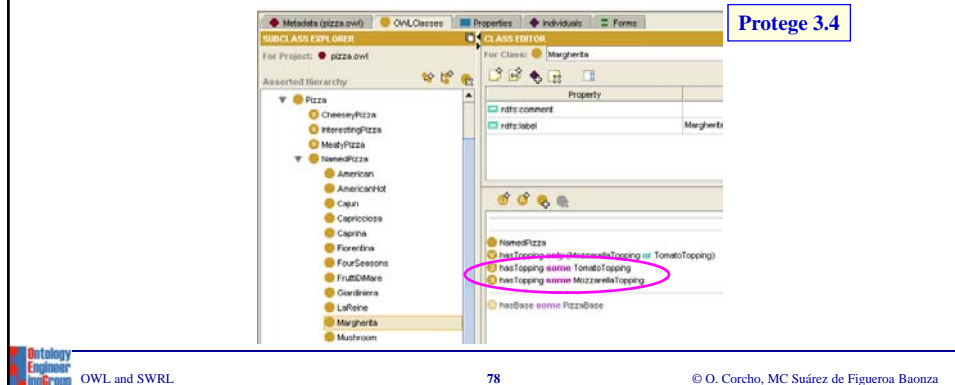 Protege 3.4
Metadata (pizza.owl) OWLClasses Properties Individuals Forms
SUBCLASS EXPLORER
For Project: pizza.owl
Asserted Hierarchy
Pizza
CheeseyPizza
InterestingPizza
MeatyPizza
NamedPizza
American
AmericanHot
Cajun
Capricciosa
Caprina
Fiorentina
FourSeasons
FruttiDiMare
Giardiniera
LaReine
Margherita
Mushroom
CLASS EDITOR
For Class: Margherita
Property
rdfs:comment
rdfs:label Margherita
NamedPizza
hasTopping only (MozzarellaTopping or TomatoTopping)
hasTopping some TomatoTopping
hasTopping some MozzarellaTopping
hasBase some PizzaBase
Ontology
Engineer
ingGroup
OWL and SWRL 78 © O. Corcho, MC Suárez de Figueroa Baonza